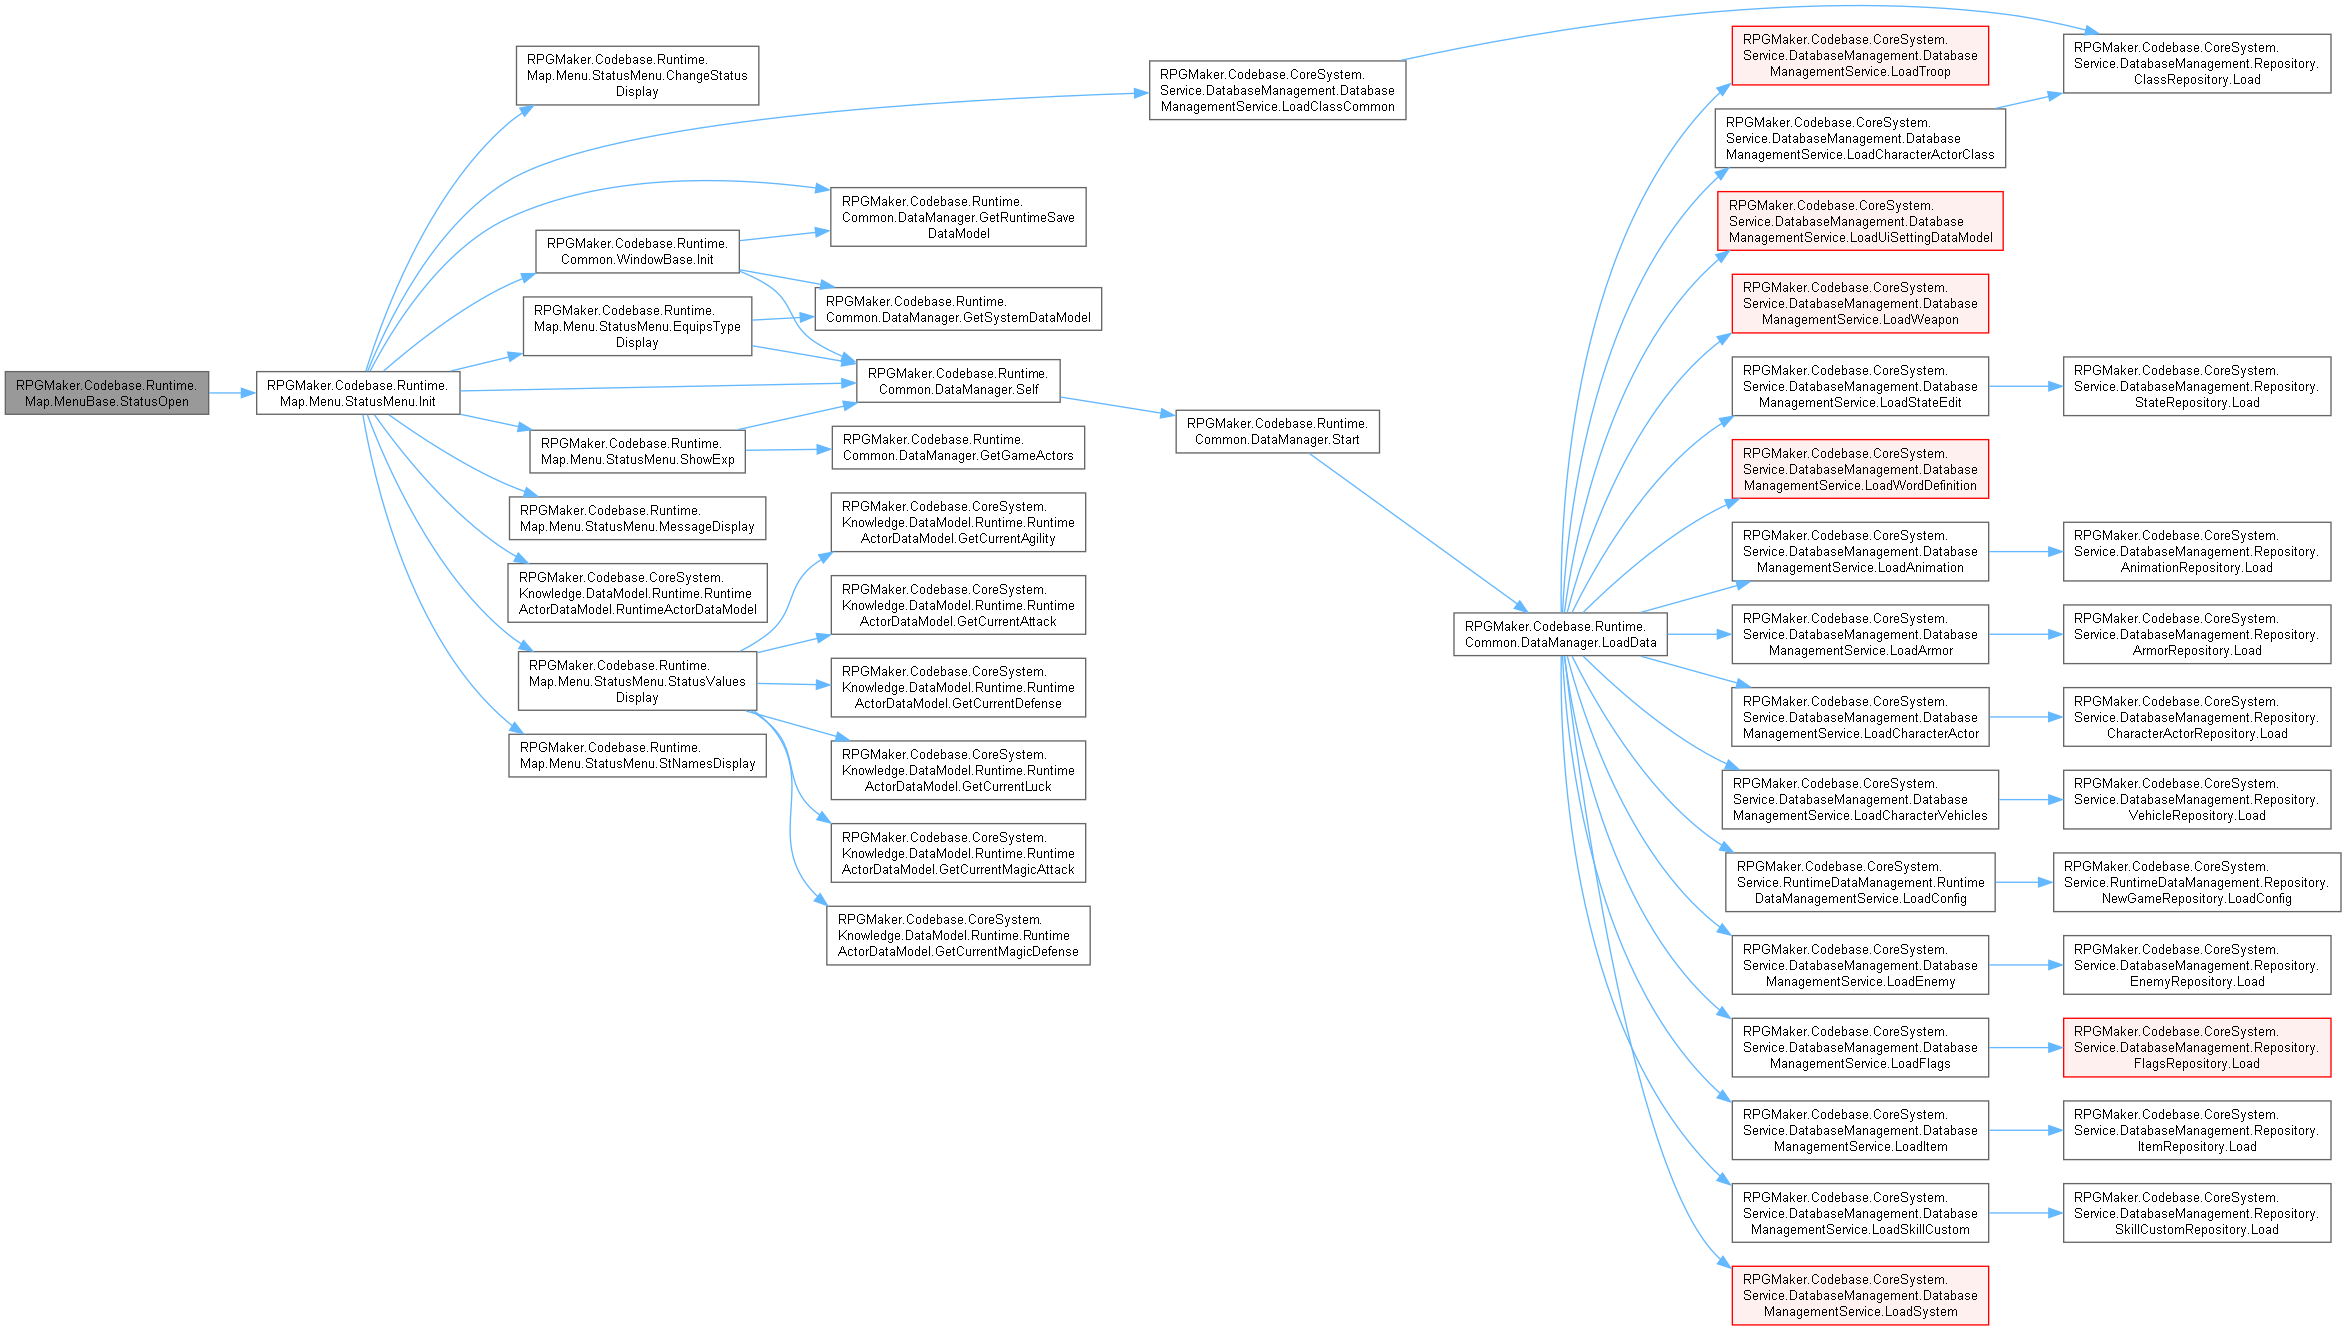 RPGMaker.Codebase.Runtime.
Map.MenuBase.StatusOpen
RPGMaker.Codebase.Runtime.
Map.Menu.StatusMenu.Init
RPGMaker.Codebase.Runtime.
Map.Menu.StatusMenu.ChangeStatus
Display
RPGMaker.Codebase.Runtime.
Common.WindowBase.Init
RPGMaker.Codebase.Runtime.
Map.Menu.StatusMenu.EquipsType
Display
RPGMaker.Codebase.Runtime.
Map.Menu.StatusMenu.ShowExp
RPGMaker.Codebase.Runtime.
Map.Menu.StatusMenu.MessageDisplay
RPGMaker.Codebase.CoreSystem.
Knowledge.DataModel.Runtime.Runtime
ActorDataModel.RuntimeActorDataModel
RPGMaker.Codebase.Runtime.
Map.Menu.StatusMenu.StatusValues
Display
RPGMaker.Codebase.Runtime.
Map.Menu.StatusMenu.StNamesDisplay
RPGMaker.Codebase.Runtime.
Common.DataManager.GetRuntimeSave
DataModel
RPGMaker.Codebase.Runtime.
Common.DataManager.GetSystemDataModel
RPGMaker.Codebase.Runtime.
Common.DataManager.Self
RPGMaker.Codebase.Runtime.
Common.DataManager.GetGameActors
RPGMaker.Codebase.CoreSystem.
Knowledge.DataModel.Runtime.Runtime
ActorDataModel.GetCurrentAgility
RPGMaker.Codebase.CoreSystem.
Knowledge.DataModel.Runtime.Runtime
ActorDataModel.GetCurrentAttack
RPGMaker.Codebase.CoreSystem.
Knowledge.DataModel.Runtime.Runtime
ActorDataModel.GetCurrentDefense
RPGMaker.Codebase.CoreSystem.
Knowledge.DataModel.Runtime.Runtime
ActorDataModel.GetCurrentLuck
RPGMaker.Codebase.CoreSystem.
Knowledge.DataModel.Runtime.Runtime
ActorDataModel.GetCurrentMagicAttack
RPGMaker.Codebase.CoreSystem.
Knowledge.DataModel.Runtime.Runtime
ActorDataModel.GetCurrentMagicDefense
RPGMaker.Codebase.CoreSystem.
Service.DatabaseManagement.Database
ManagementService.LoadClassCommon
RPGMaker.Codebase.Runtime.
Common.DataManager.Start
RPGMaker.Codebase.Runtime.
Common.DataManager.LoadData
RPGMaker.Codebase.CoreSystem.
Service.DatabaseManagement.Database
ManagementService.LoadTroop
RPGMaker.Codebase.CoreSystem.
Service.DatabaseManagement.Database
ManagementService.LoadCharacterActorClass
RPGMaker.Codebase.CoreSystem.
Service.DatabaseManagement.Database
ManagementService.LoadUiSettingDataModel
RPGMaker.Codebase.CoreSystem.
Service.DatabaseManagement.Database
ManagementService.LoadWeapon
RPGMaker.Codebase.CoreSystem.
Service.DatabaseManagement.Database
ManagementService.LoadStateEdit
RPGMaker.Codebase.CoreSystem.
Service.DatabaseManagement.Database
ManagementService.LoadWordDefinition
RPGMaker.Codebase.CoreSystem.
Service.DatabaseManagement.Database
ManagementService.LoadAnimation
RPGMaker.Codebase.CoreSystem.
Service.DatabaseManagement.Database
ManagementService.LoadArmor
RPGMaker.Codebase.CoreSystem.
Service.DatabaseManagement.Database
ManagementService.LoadCharacterActor
RPGMaker.Codebase.CoreSystem.
Service.DatabaseManagement.Database
ManagementService.LoadCharacterVehicles
RPGMaker.Codebase.CoreSystem.
Service.RuntimeDataManagement.Runtime
DataManagementService.LoadConfig
RPGMaker.Codebase.CoreSystem.
Service.DatabaseManagement.Database
ManagementService.LoadEnemy
RPGMaker.Codebase.CoreSystem.
Service.DatabaseManagement.Database
ManagementService.LoadFlags
RPGMaker.Codebase.CoreSystem.
Service.DatabaseManagement.Database
ManagementService.LoadItem
RPGMaker.Codebase.CoreSystem.
Service.DatabaseManagement.Database
ManagementService.LoadSkillCustom
RPGMaker.Codebase.CoreSystem.
Service.DatabaseManagement.Database
ManagementService.LoadSystem
RPGMaker.Codebase.CoreSystem.
Service.DatabaseManagement.Repository.
ClassRepository.Load
RPGMaker.Codebase.CoreSystem.
Service.DatabaseManagement.Repository.
StateRepository.Load
RPGMaker.Codebase.CoreSystem.
Service.DatabaseManagement.Repository.
AnimationRepository.Load
RPGMaker.Codebase.CoreSystem.
Service.DatabaseManagement.Repository.
ArmorRepository.Load
RPGMaker.Codebase.CoreSystem.
Service.DatabaseManagement.Repository.
CharacterActorRepository.Load
RPGMaker.Codebase.CoreSystem.
Service.DatabaseManagement.Repository.
VehicleRepository.Load
RPGMaker.Codebase.CoreSystem.
Service.RuntimeDataManagement.Repository.
NewGameRepository.LoadConfig
RPGMaker.Codebase.CoreSystem.
Service.DatabaseManagement.Repository.
EnemyRepository.Load
RPGMaker.Codebase.CoreSystem.
Service.DatabaseManagement.Repository.
FlagsRepository.Load
RPGMaker.Codebase.CoreSystem.
Service.DatabaseManagement.Repository.
ItemRepository.Load
RPGMaker.Codebase.CoreSystem.
Service.DatabaseManagement.Repository.
SkillCustomRepository.Load